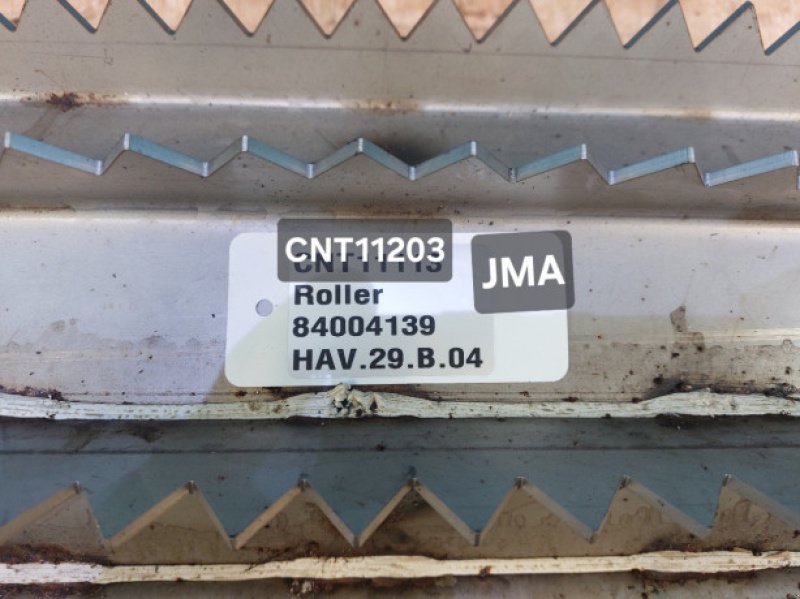 CNT11203
JMA
Roller
84004139
HAV.29.B.04